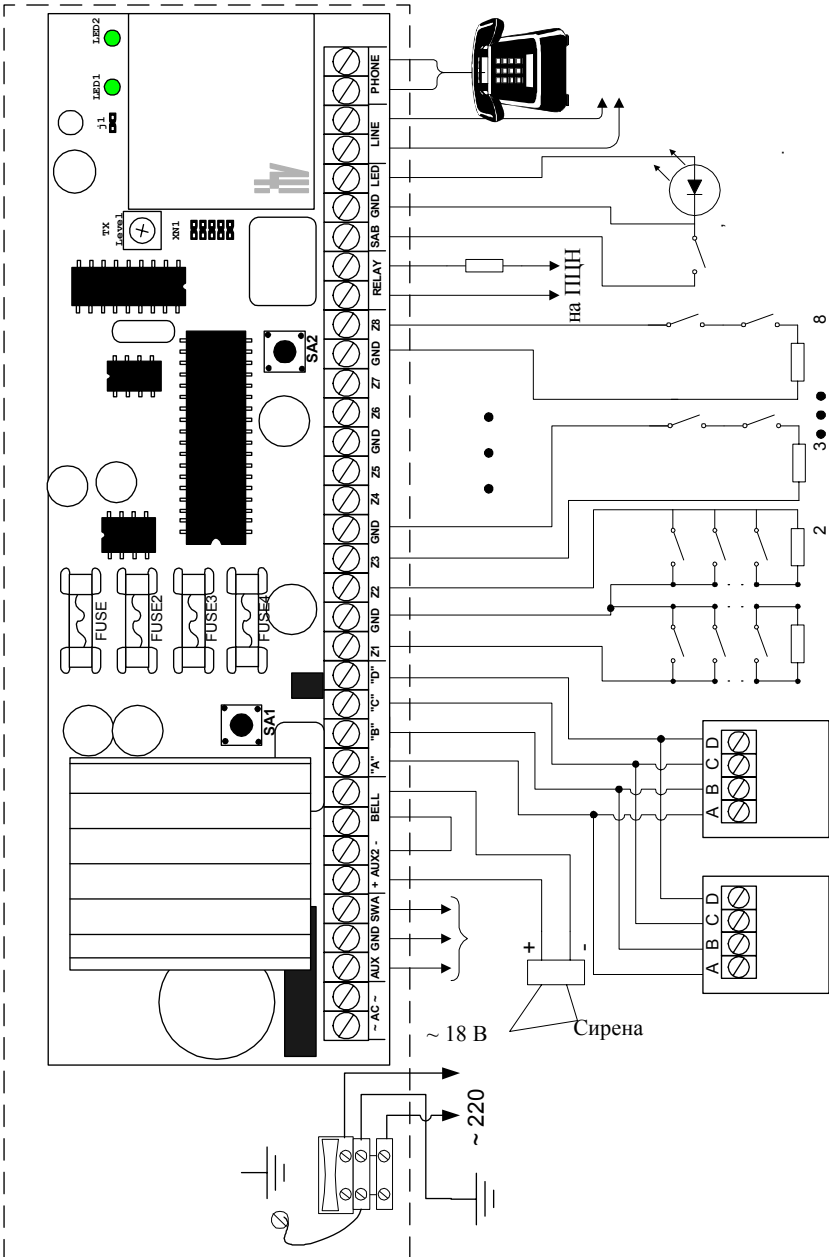 LED2
LED1
j1
TX
Level
XN1
SA2
FUSE
FUSE2
FUSE3
FUSE4
SA1
PHONE
LINE
LED
GND
SAB
RELAY
Z8
GND
Z7
Z6
GND
Z5
Z4
GND
Z3
Z2
GND
Z1
"D"
"C"
"B"
"A"
BELL
+ AUX2 -
SWA
GND
AUX
~ AC ~
на ПЦН
8
3
2
A B C D
A B C D
+
-
Сирена
~ 18 В
~ 220